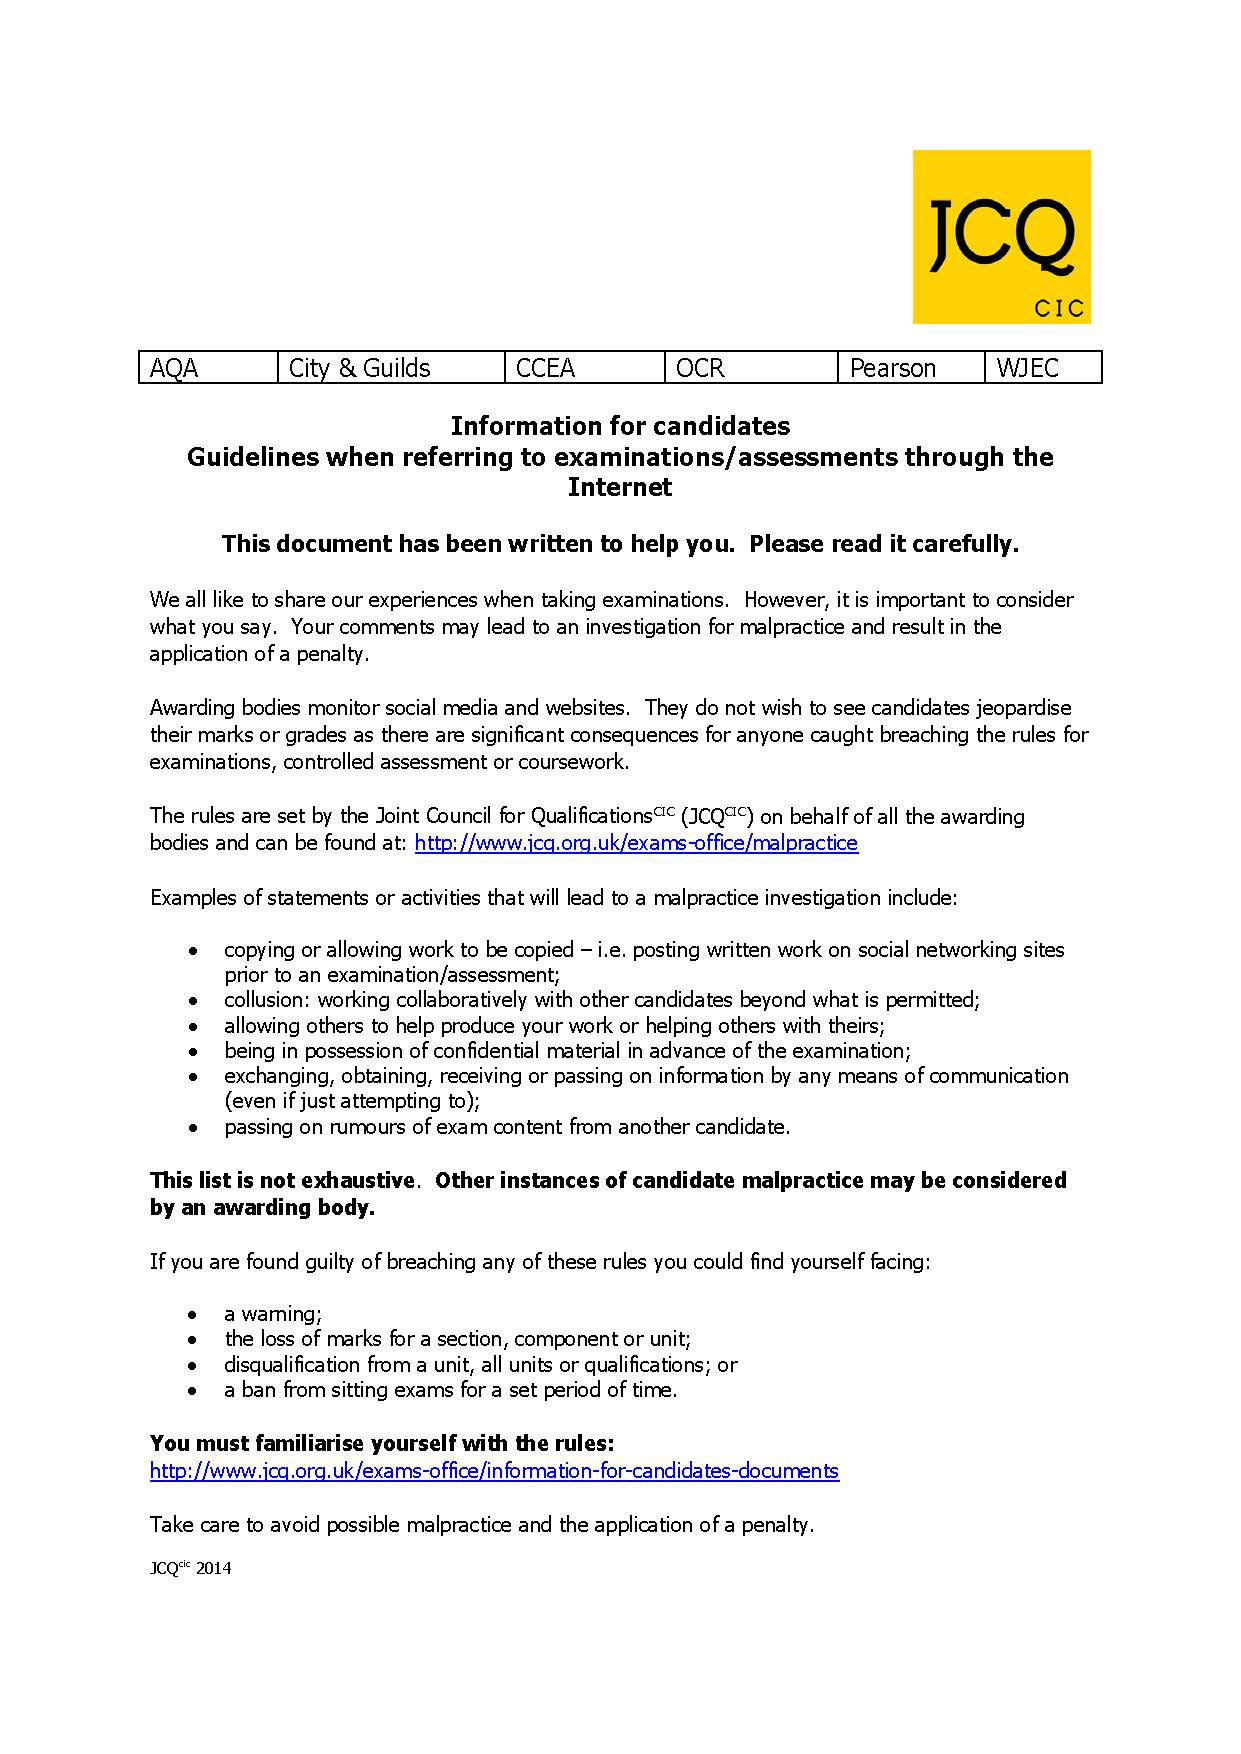 JCQ
CIC
AQA City & Guilds CCEA OCR Pearson WJEC
Information for candidates
Guidelines when referring to examinations/assessments through the
Internet
This document has been written to help you. Please read it carefully.
We all like to share our experiences when taking examinations. However, it is important to consider
what you say. Your comments may lead to an investigation for malpractice and result in the
application of a penalty.
Awarding bodies monitor social media and websites. They do not wish to see candidates jeopardise
their marks or grades as there are significant consequences for anyone caught breaching the rules for
examinations, controlled assessment or coursework.
The rules are set by the Joint Council for Qualifications^CIC (JCQ^CIC) on behalf of all the awarding
bodies and can be found at: http://www.jcq.org.uk/exams-office/malpractice
Examples of statements or activities that will lead to a malpractice investigation include:
• copying or allowing work to be copied – i.e. posting written work on social networking sites
prior to an examination/assessment;
• collusion: working collaboratively with other candidates beyond what is permitted;
• allowing others to help produce your work or helping others with theirs;
• being in possession of confidential material in advance of the examination;
• exchanging, obtaining, receiving or passing on information by any means of communication
(even if just attempting to);
• passing on rumours of exam content from another candidate.
This list is not exhaustive. Other instances of candidate malpractice may be considered
by an awarding body.
If you are found guilty of breaching any of these rules you could find yourself facing:
• a warning;
• the loss of marks for a section, component or unit;
• disqualification from a unit, all units or qualifications; or
• a ban from sitting exams for a set period of time.
You must familiarise yourself with the rules:
http://www.jcq.org.uk/exams-office/information-for-candidates-documents
Take care to avoid possible malpractice and the application of a penalty.
JCQ^cic 2014